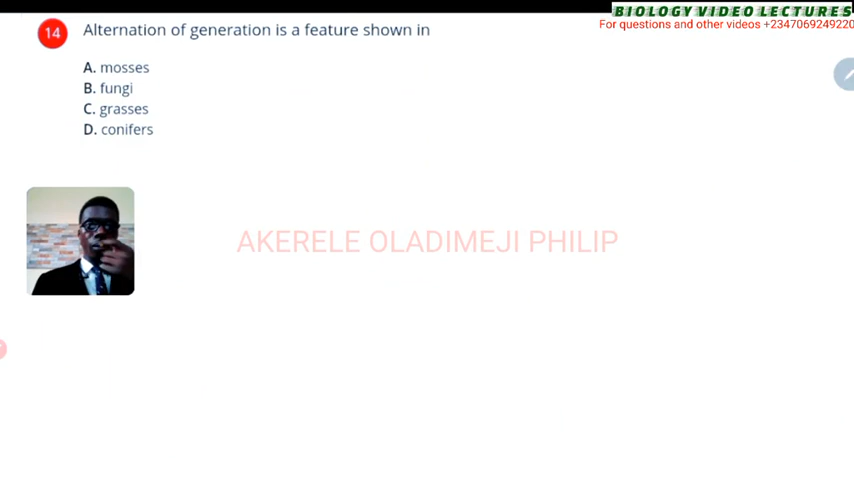 BIOLOGY VIDEO LECTURES
For questions and other videos +2347069249220
14 Alternation of generation is a feature shown in
A. mosses
B. fungi
C. grasses
D. conifers
AKERELE OLADIMEJI PHILIP